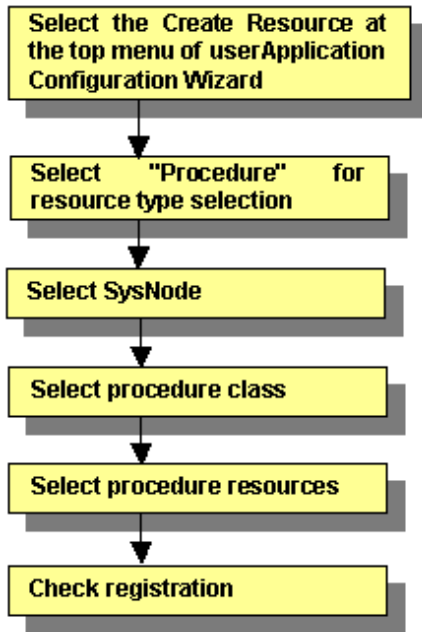 Select the Create Resource at
the top menu of userApplication
Configuration Wizard
Select "Procedure" for
resource type selection
Select SysNode
Select procedure class
Select procedure resources
Check registration